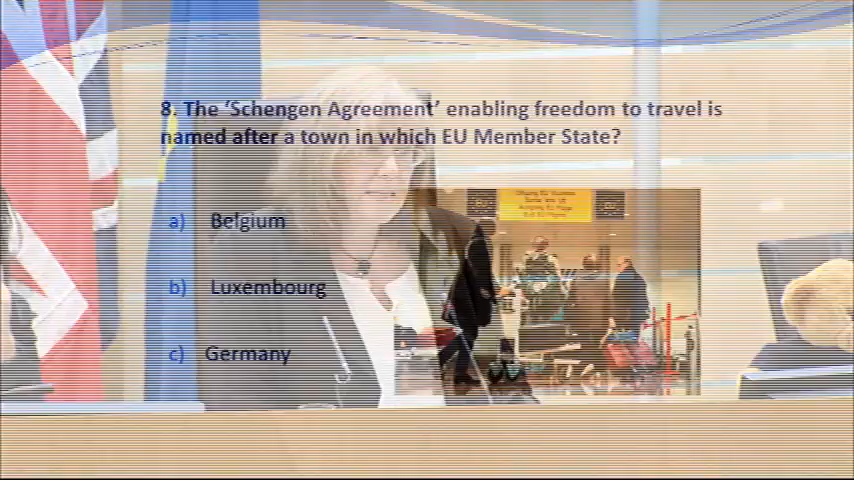 8. The ‘Schengen Agreement’ enabling freedom to travel is
named after a town in which EU Member State?
a) Belgium
b) Luxembourg
c) Germany